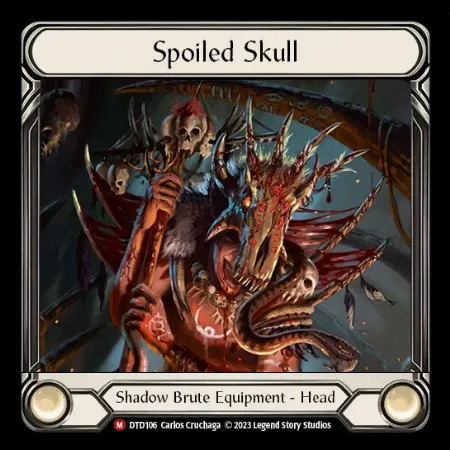 Spoiled Skull
Shadow Brute Equipment - Head
M DTD106 Carlos Cruchaga © 2023 Legend Story Studios